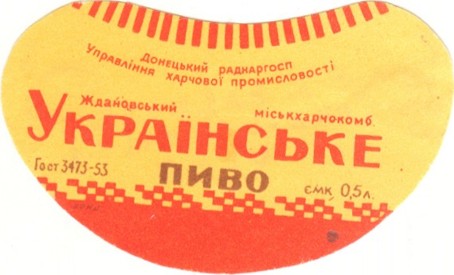 Донецький раднаргосп
Управління харчової промисловості
Ждановський міськхарчокомб.
УКРАЇНСЬКЕ
ПИВО
Гост 3473-53
ємк 0,5 л.